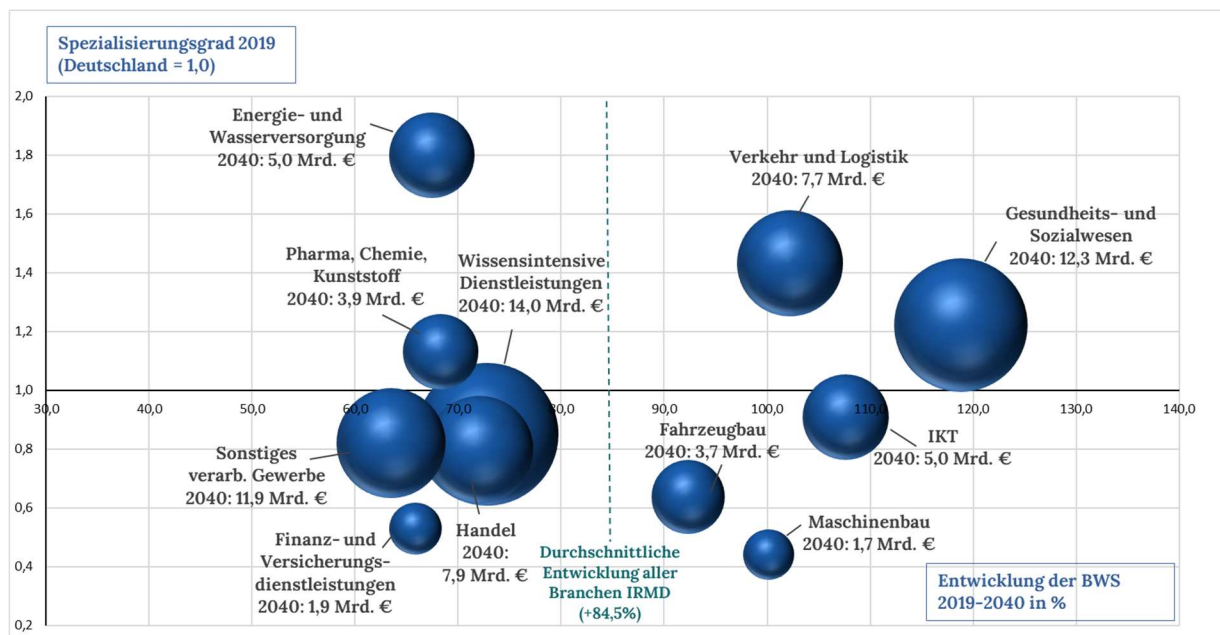 Spezialisierungsgrad 2019
(Deutschland = 1,0)
2,0
1,8
1,6
1,4
1,2
1,0
0,8
0,6
0,4
0,2
30,0
40,0
50,0
60,0
70,0
80,0
90,0
100,0
110,0
120,0
130,0
140,0
Energie- und
Wasserversorgung
2040: 5,0 Mrd. €
Verkehr und Logistik
2040: 7,7 Mrd. €
Gesundheits- und
Sozialwesen
2040: 12,3 Mrd. €
Pharma, Chemie,
Kunststoff
2040: 3,9 Mrd. €
Wissensintensive
Dienstleistungen
2040: 14,0 Mrd. €
Sonstiges
verarb. Gewerbe
2040: 11,9 Mrd. €
Fahrzeugbau
2040: 3,7 Mrd. €
IKT
2040: 5,0 Mrd. €
Finanz- und
Versicherungs-
dienstleistungen
2040: 1,9 Mrd. €
Handel
2040:
7,9 Mrd. €
Durchschnittliche
Entwicklung aller
Branchen IRMD
(+84,5%)
Maschinenbau
2040: 1,7 Mrd. €
Entwicklung der BWS
2019-2040 in %